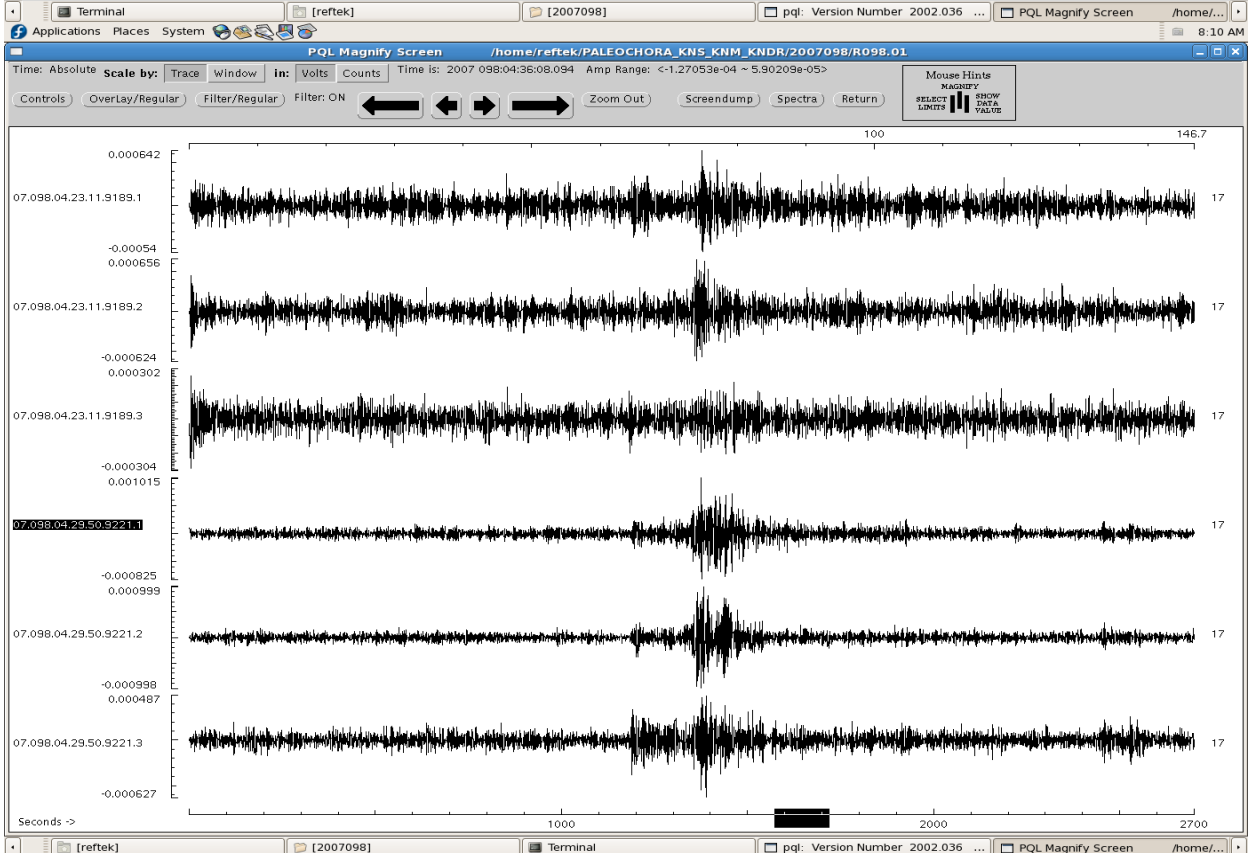 Terminal [reftek] [2007098] pql: Version Number 2002.036 ... PQL Magnify Screen /home/...
Applications Places System 8:10 AM
PQL Magnify Screen /home/reftek/PALEOCHORA_KNS_KNM_KNDR/2007098/R098.01
Time: Absolute Scale by: Trace Window in: Volts Counts Time is: 2007 098:04:36:08.094 Amp Range: <-1.27053e-04 ~ 5.90209e-05>
Mouse Hints
MAGNIFY
SELECT LIMITS
SHOW DATA VALUE
Controls OverLay/Regular Filter/Regular Filter: ON Zoom Out Screendump Spectra Return
100 146.7
0.000642
07.098.04.23.11.9189.1 17
-0.00054
0.000656
07.098.04.23.11.9189.2 17
-0.000624
0.000302
07.098.04.23.11.9189.3 17
-0.000304
0.001015
07.098.04.29.50.9221.1 17
-0.000825
0.000999
07.098.04.29.50.9221.2 17
-0.000998
0.000487
07.098.04.29.50.9221.3 17
-0.000627
Seconds -> 1000 2000 2700
[reftek] [2007098] Terminal pql: Version Number 2002.036 ... PQL Magnify Screen /home/...